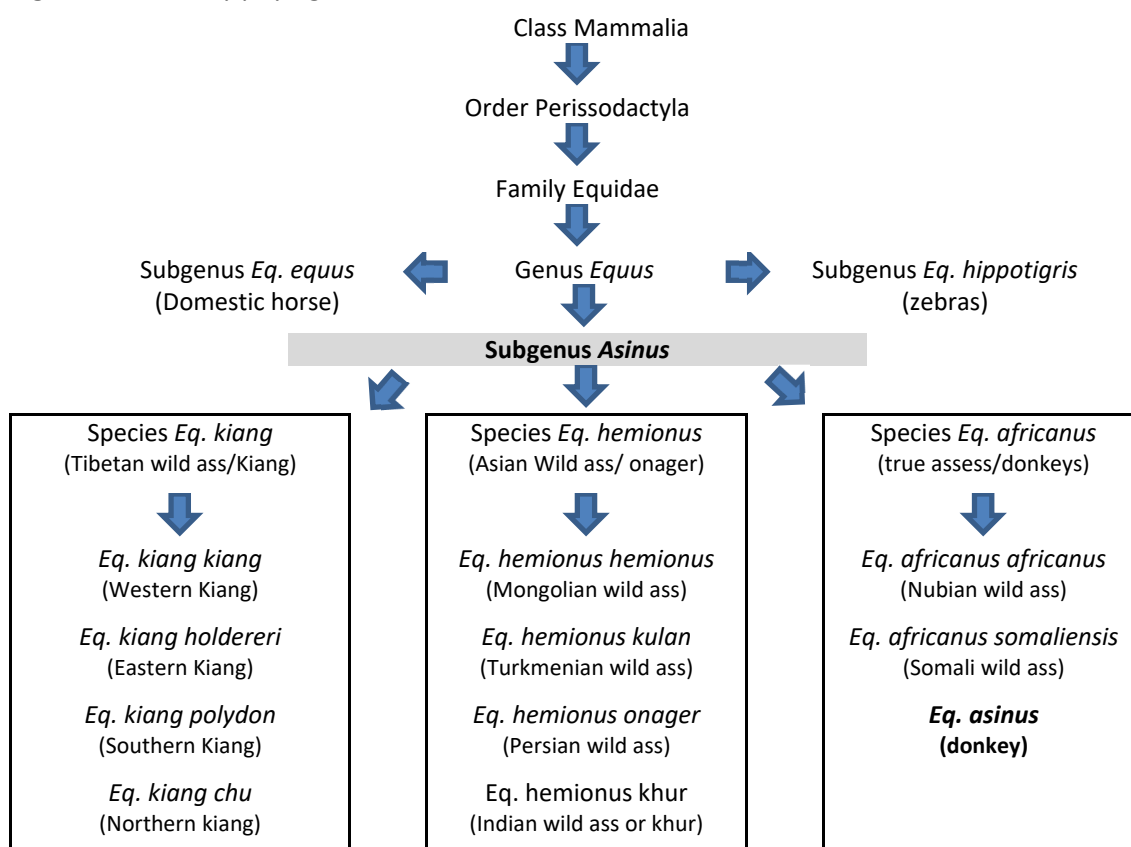 Class Mammalia
Order Perissodactyla
Family Equidae
Subgenus Eq. equus
(Domestic horse)
Genus Equus
Subgenus Eq. hippotigris
(zebras)
Subgenus Asinus
Species Eq. kiang
(Tibetan wild ass/Kiang)
Eq. kiang kiang
(Western Kiang)
Eq. kiang holdereri
(Eastern Kiang)
Eq. kiang polydon
(Southern Kiang)
Eq. kiang chu
(Northern kiang)
Species Eq. hemionus
(Asian Wild ass/ onager)
Eq. hemionus hemionus
(Mongolian wild ass)
Eq. hemionus kulan
(Turkmenian wild ass)
Eq. hemionus onager
(Persian wild ass)
Eq. hemionus khur
(Indian wild ass or khur)
Species Eq. africanus
(true assess/donkeys)
Eq. africanus africanus
(Nubian wild ass)
Eq. africanus somaliensis
(Somali wild ass)
Eq. asinus
(donkey)